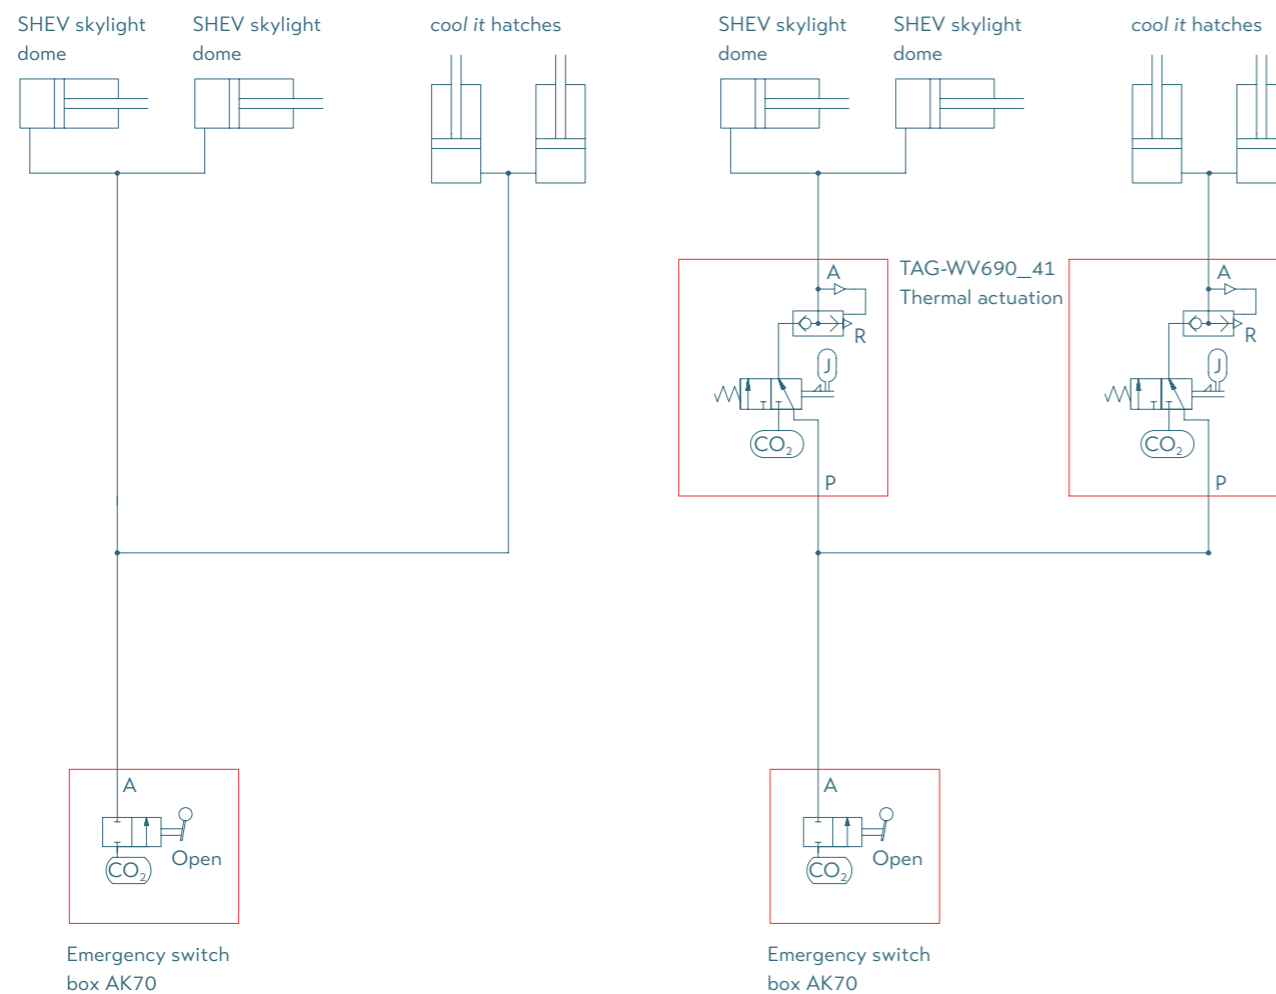 SHEV skylight
dome
SHEV skylight
dome
cool it hatches
SHEV skylight
dome
SHEV skylight
dome
cool it hatches
A
TAG-WV690_41
Thermal actuation
R
J
CO₂
P
A
R
J
CO₂
P
A
Open
CO₂
Emergency switch
box AK70
A
Open
CO₂
Emergency switch
box AK70